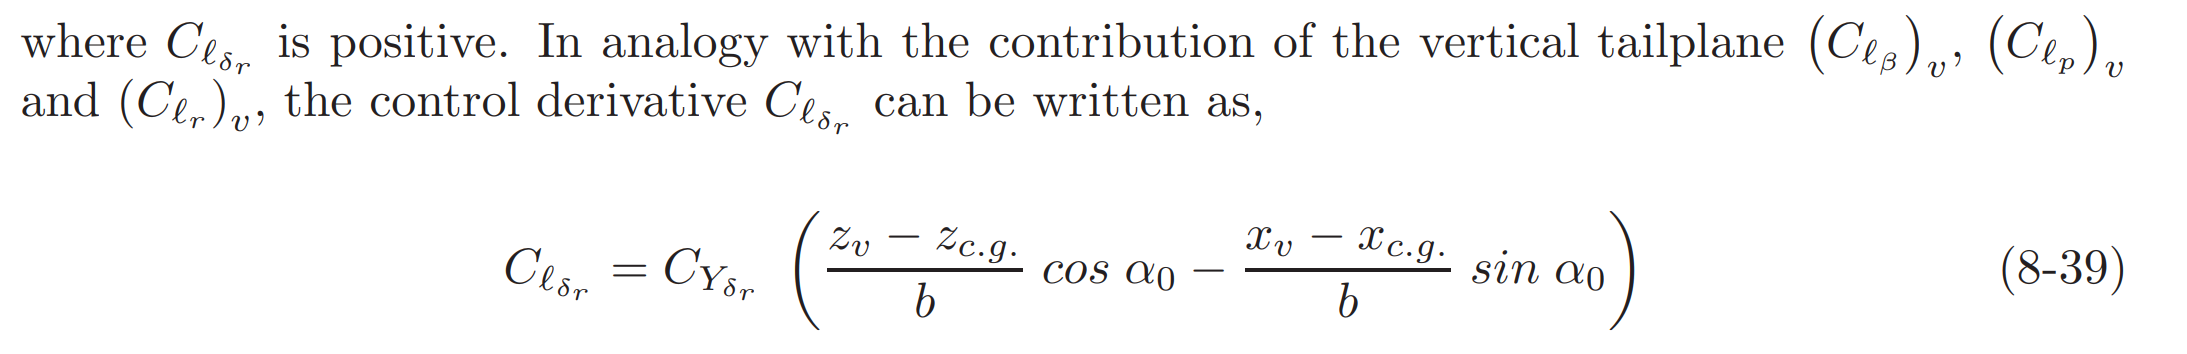 where $C_{\ell_{\delta_r}}$ is positive. In analogy with the contribution of the vertical tailplane $\left(C_{\ell_\beta}\right)_v$, $\left(C_{\ell_p}\right)_v$
and $\left(C_{\ell_r}\right)_v$, the control derivative $C_{\ell_{\delta_r}}$ can be written as,
$C_{\ell_{\delta_r}} = C_{Y_{\delta_r}} \left( \frac{z_v - z_{c.g.}}{b} \, cos \, \alpha_0 - \frac{x_v - x_{c.g.}}{b} \, sin \, \alpha_0 \right)$ (8-39)